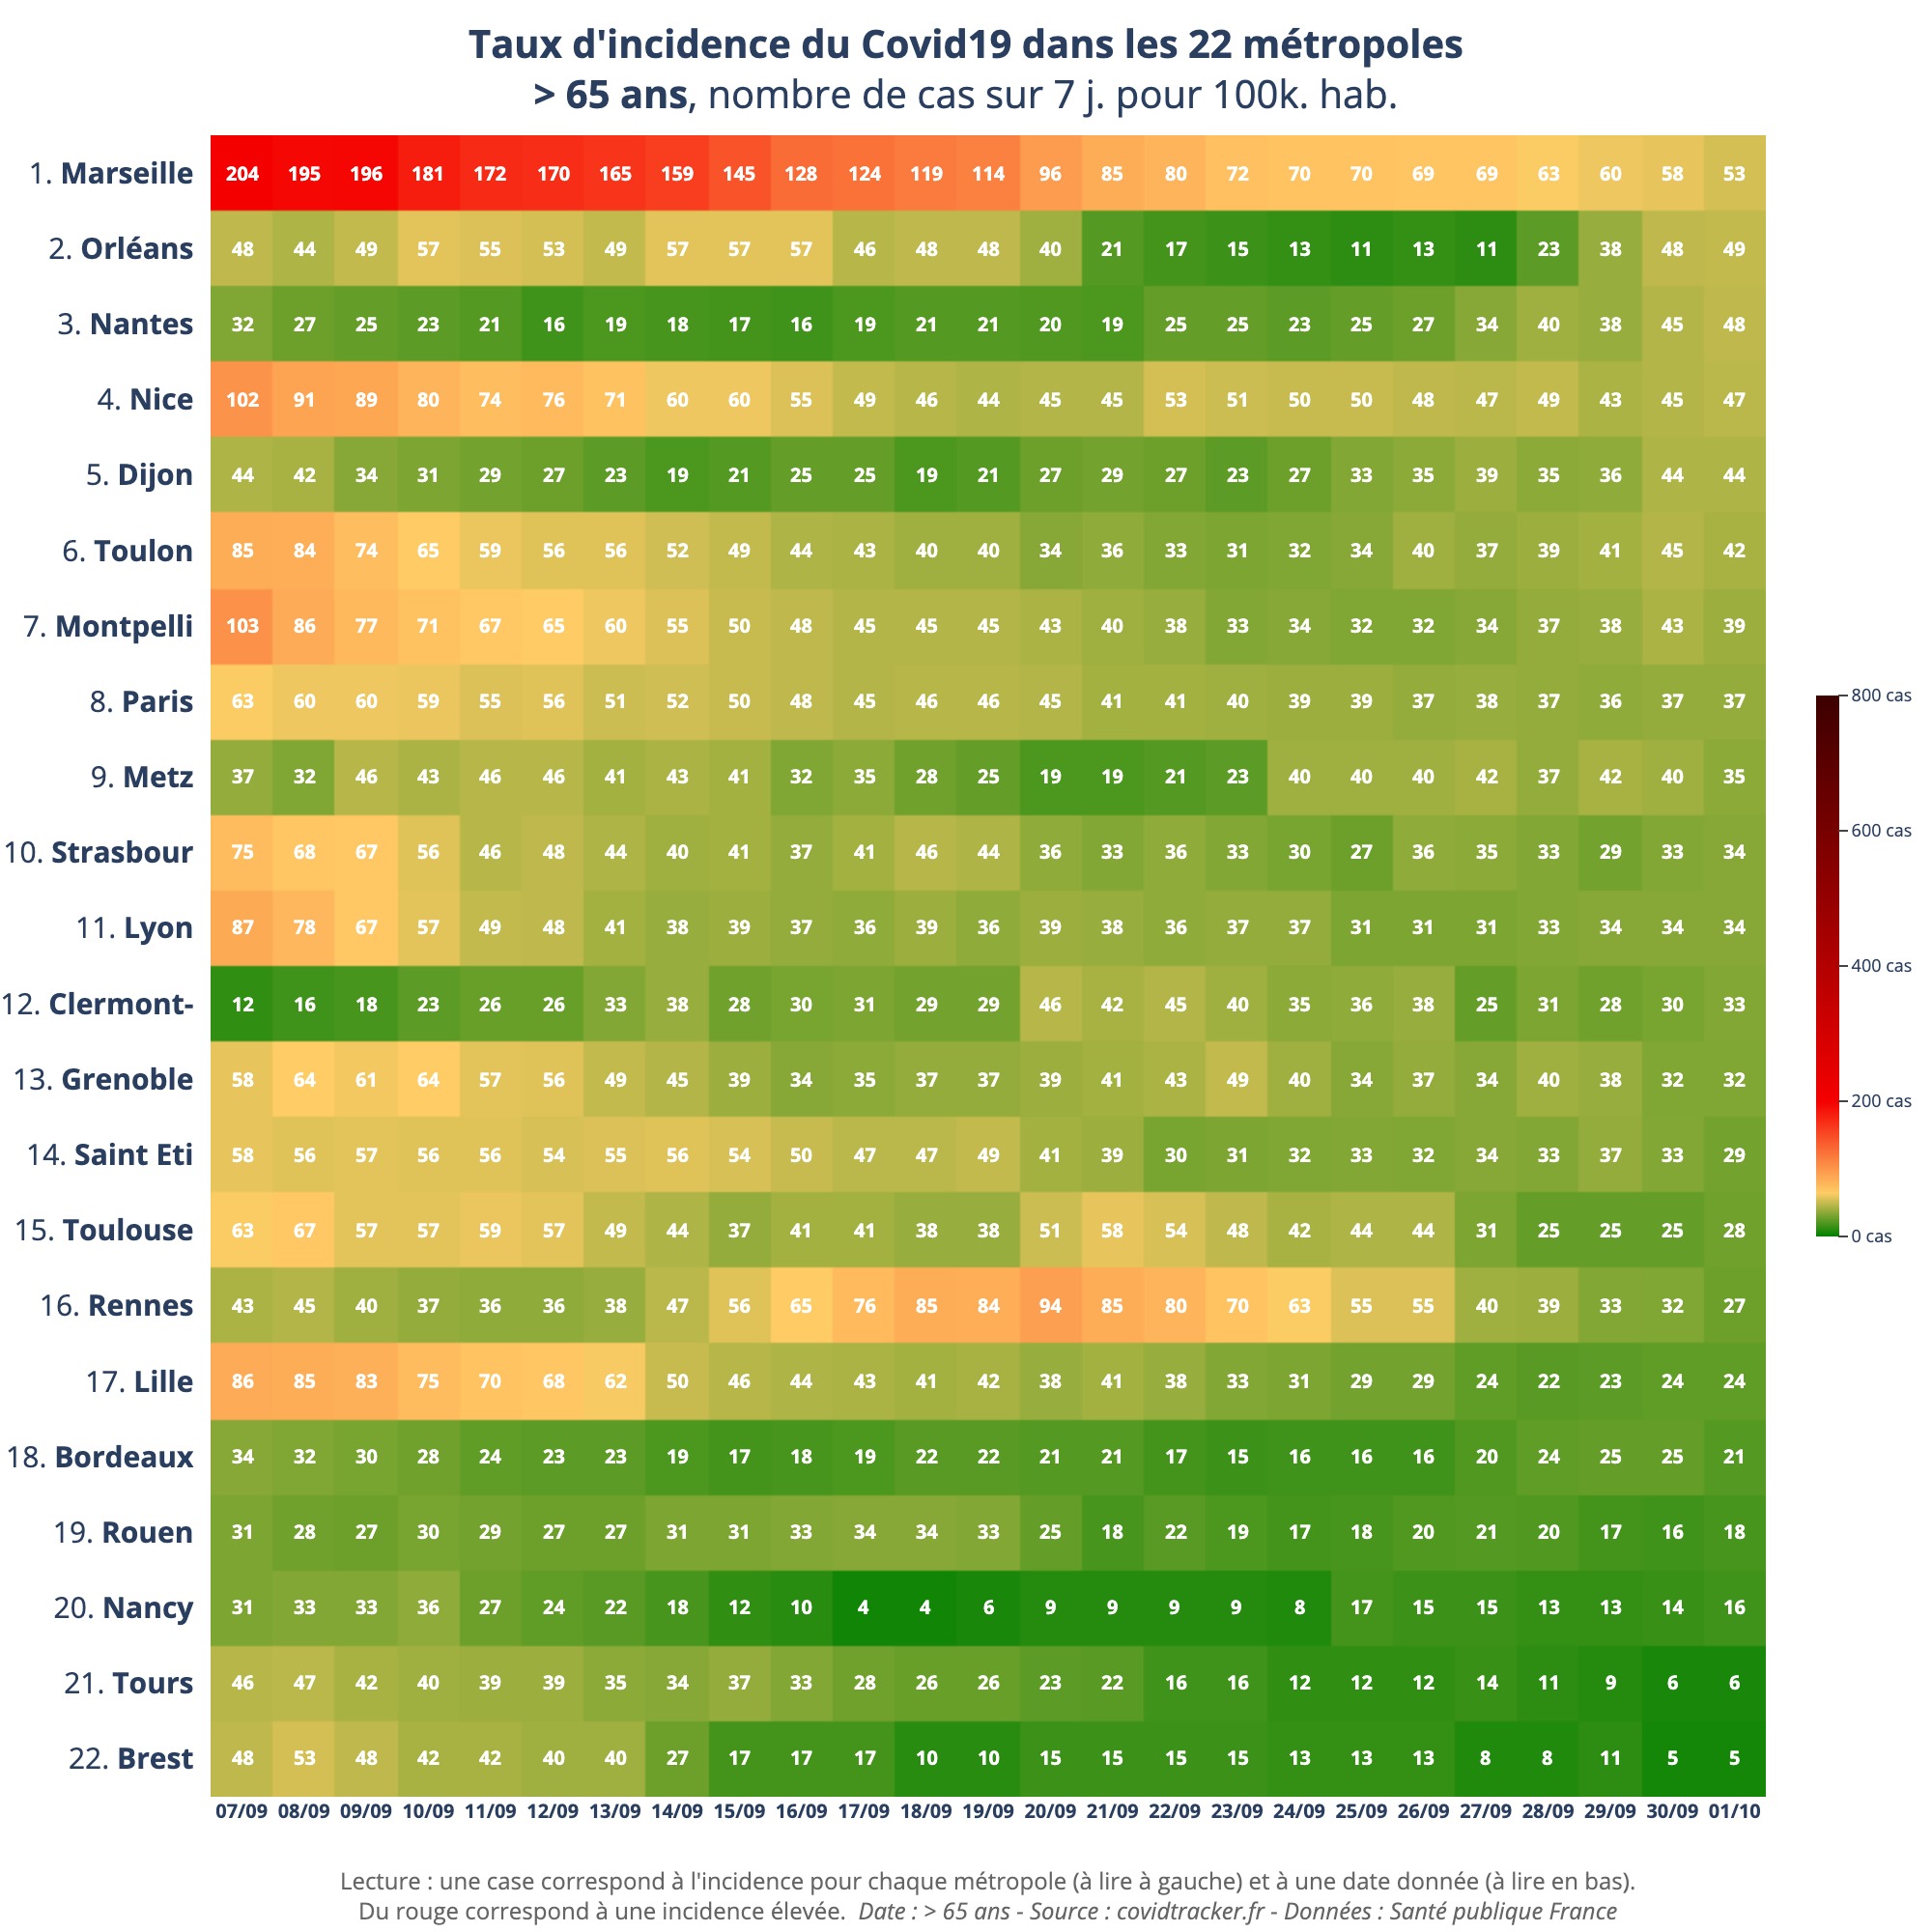 Taux d'incidence du Covid19 dans les 22 métropoles
> 65 ans, nombre de cas sur 7 j. pour 100k. hab.
1. Marseille 204 195 196 181 172 170 165 159 145 128 124 119 114 96 85 80 72 70 70 69 69 63 60 58 53
2. Orléans 48 44 49 57 55 53 49 57 57 57 46 48 48 40 21 17 15 13 11 13 11 23 38 48 49
3. Nantes 32 27 25 23 21 16 19 18 17 16 19 21 21 20 19 25 25 23 25 27 34 40 38 45 48
4. Nice 102 91 89 80 74 76 71 60 60 55 49 46 44 45 45 53 51 50 50 48 47 49 43 45 47
5. Dijon 44 42 34 31 29 27 23 19 21 25 25 19 21 27 29 27 23 27 33 35 39 35 36 44 44
6. Toulon 85 84 74 65 59 56 56 52 49 44 43 40 40 34 36 33 31 32 34 40 37 39 41 45 42
7. Montpelli 103 86 77 71 67 65 60 55 50 48 45 45 45 43 40 38 33 34 32 32 34 37 38 43 39
8. Paris 63 60 60 59 55 56 51 52 50 48 45 46 46 45 41 41 40 39 39 37 38 37 36 37 37
9. Metz 37 32 46 43 46 46 41 43 41 32 35 28 25 19 19 21 23 40 40 40 42 37 42 40 35
10. Strasbour 75 68 67 56 46 48 44 40 41 37 41 46 44 36 33 36 33 30 27 36 35 33 29 33 34
11. Lyon 87 78 67 57 49 48 41 38 39 37 36 39 36 39 38 36 37 37 31 31 31 33 34 34 34
12. Clermont- 12 16 18 23 26 26 33 38 28 30 31 29 29 46 42 45 40 35 36 38 25 31 28 30 33
13. Grenoble 58 64 61 64 57 56 49 45 39 34 35 37 37 39 41 43 49 40 34 37 34 40 38 32 32
14. Saint Eti 58 56 57 56 56 54 55 56 54 50 47 47 49 41 39 30 31 32 33 32 34 33 37 33 29
15. Toulouse 63 67 57 57 59 57 49 44 37 41 41 38 38 51 58 54 48 42 44 44 31 25 25 25 28
16. Rennes 43 45 40 37 36 36 38 47 56 65 76 85 84 94 85 80 70 63 55 55 40 39 33 32 27
17. Lille 86 85 83 75 70 68 62 50 46 44 43 41 42 38 41 38 33 31 29 29 24 22 23 24 24
18. Bordeaux 34 32 30 28 24 23 23 19 17 18 19 22 22 21 21 17 15 16 16 16 20 24 25 25 21
19. Rouen 31 28 27 30 29 27 27 31 31 33 34 34 33 25 18 22 19 17 18 20 21 20 17 16 18
20. Nancy 31 33 33 36 27 24 22 18 12 10 4 4 6 9 9 9 9 8 17 15 15 13 13 14 16
21. Tours 46 47 42 40 39 39 35 34 37 33 28 26 26 23 22 16 16 12 12 12 14 11 9 6 6
22. Brest 48 53 48 42 42 40 40 27 17 17 17 10 10 15 15 15 15 13 13 13 8 8 11 5 5
07/09 08/09 09/09 10/09 11/09 12/09 13/09 14/09 15/09 16/09 17/09 18/09 19/09 20/09 21/09 22/09 23/09 24/09 25/09 26/09 27/09 28/09 29/09 30/09 01/10
800 cas
600 cas
400 cas
200 cas
0 cas
Lecture : une case correspond à l'incidence pour chaque métropole (à lire à gauche) et à une date donnée (à lire en bas).
Du rouge correspond à une incidence élevée. Date : > 65 ans - Source : covidtracker.fr - Données : Santé publique France